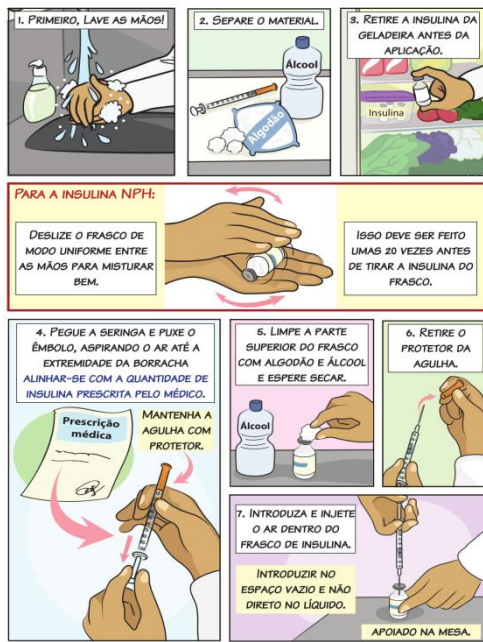 1. PRIMEIRO, LAVE AS MÃOS!
2. SEPARE O MATERIAL.
Álcool
Algodão
3. RETIRE A INSULINA DA
GELADEIRA ANTES DA
APLICAÇÃO.
Insulina
PARA A INSULINA NPH:
DESLIZE O FRASCO DE
MODO UNIFORME ENTRE
AS MÃOS PARA MISTURAR
BEM.
ISSO DEVE SER FEITO
UMAS 20 VEZES ANTES
DE TIRAR A INSULINA DO
FRASCO.
4. PEGUE A SERINGA E PUXE O
ÊMBOLO, ASPIRANDO O AR ATÉ A
EXTREMIDADE DA BORRACHA
ALINHAR-SE COM A QUANTIDADE DE
INSULINA PRESCRITA PELO MÉDICO.
Prescrição
médica
MANTENHA A
AGULHA COM
PROTETOR.
5. LIMPE A PARTE
SUPERIOR DO FRASCO
COM ALGODÃO E ÁLCOOL
E ESPERE SECAR.
Álcool
6. RETIRE O
PROTETOR DA
AGULHA.
7. INTRODUZA E INJETE
O AR DENTRO DO
FRASCO DE INSULINA.
INTRODUZIR NO
ESPAÇO VAZIO E NÃO
DIRETO NO LÍQUIDO.
APOIADO NA MESA.